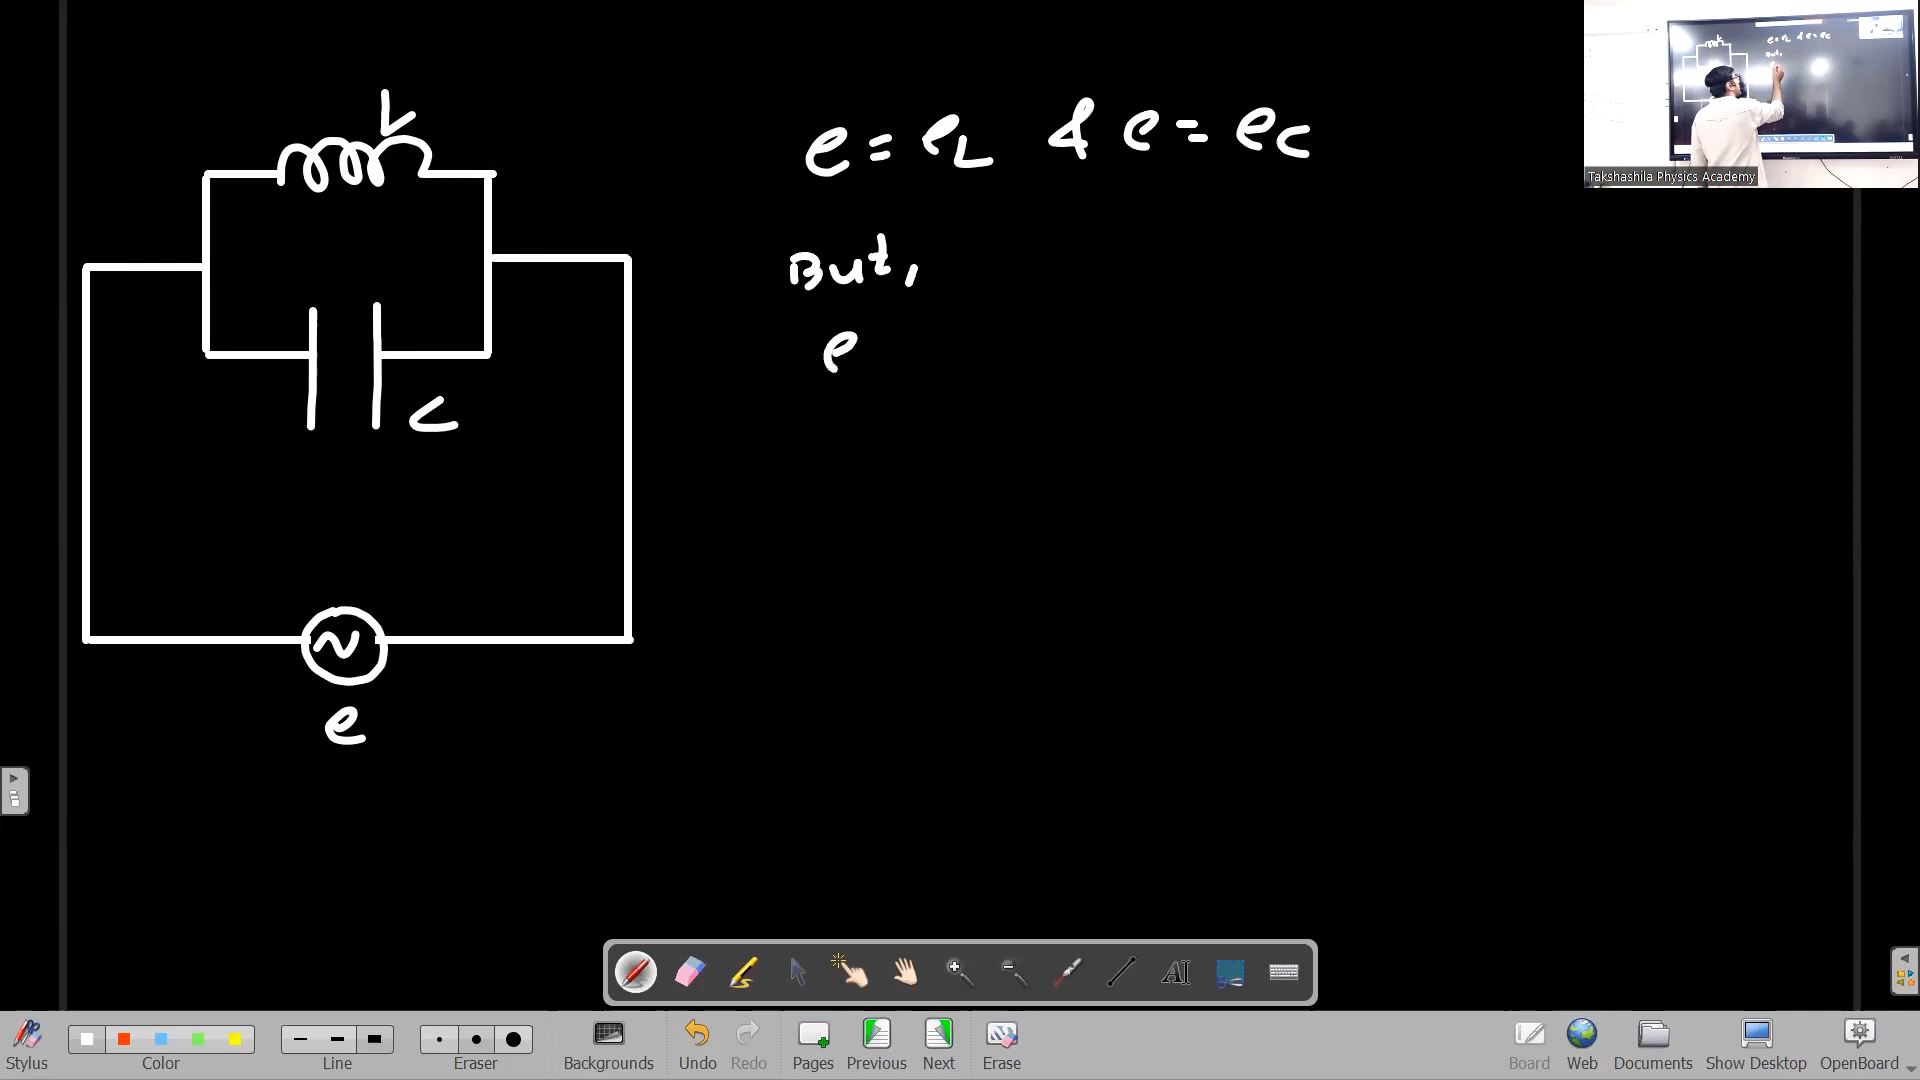 L
e = eL & e = ec
But,
e
C
e
Takshashila Physics Academy
Stylus
Color
Line
Eraser
Backgrounds
Undo
Redo
Pages
Previous
Next
Erase
Board
Web
Documents
Show Desktop
OpenBoard